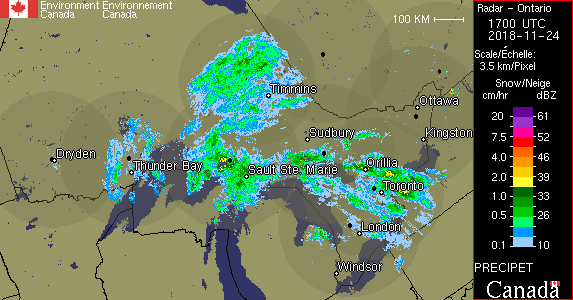 Environment Environnement
Canada Canada
100 KM
Radar - Ontario
1700 UTC
2018-11-24
Scale/Échelle:
3.5 km/Pixel
Snow/Neige
cm/hr dBZ
20 61
7.5 52
4.0 46
2.0 39
1.0 33
0.5 26
0.1 10
PRECIPET
Canada
Timmins
Ottawa
Sudbury
Kingston
Dryden
Thunder Bay
Sault Ste. Marie
Orillia
Toronto
London
Windsor